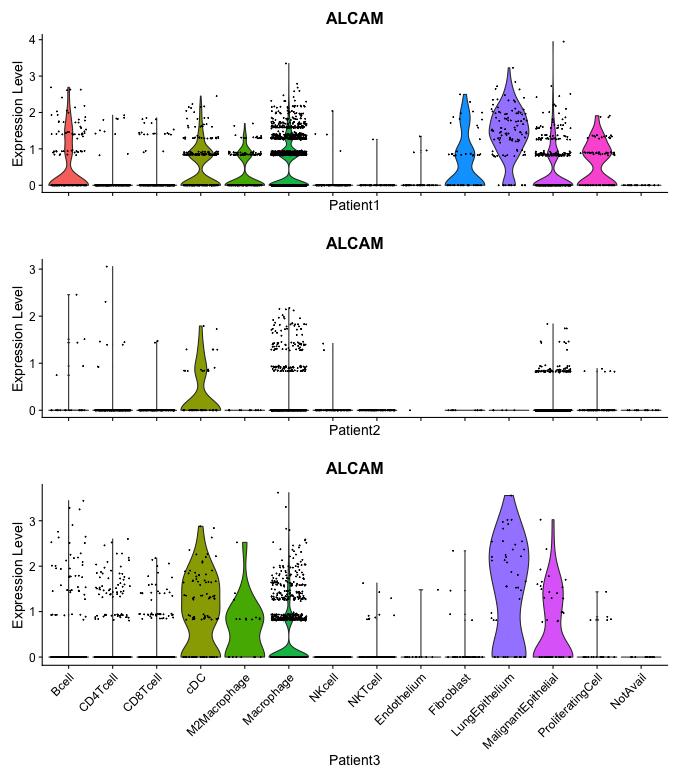 ALCAM
Expression Level
4
3
2
1
0
Patient1
ALCAM
Expression Level
3
2
1
0
Patient2
ALCAM
Expression Level
3
2
1
0
Bcell
CD4Tcell
CD8Tcell
cDC
M2Macrophage
Macrophage
NKcell
NKTcell
Endothelium
Fibroblast
LungEpithelium
MalignantEpithelial
ProliferatingCell
NotAvail
Patient3